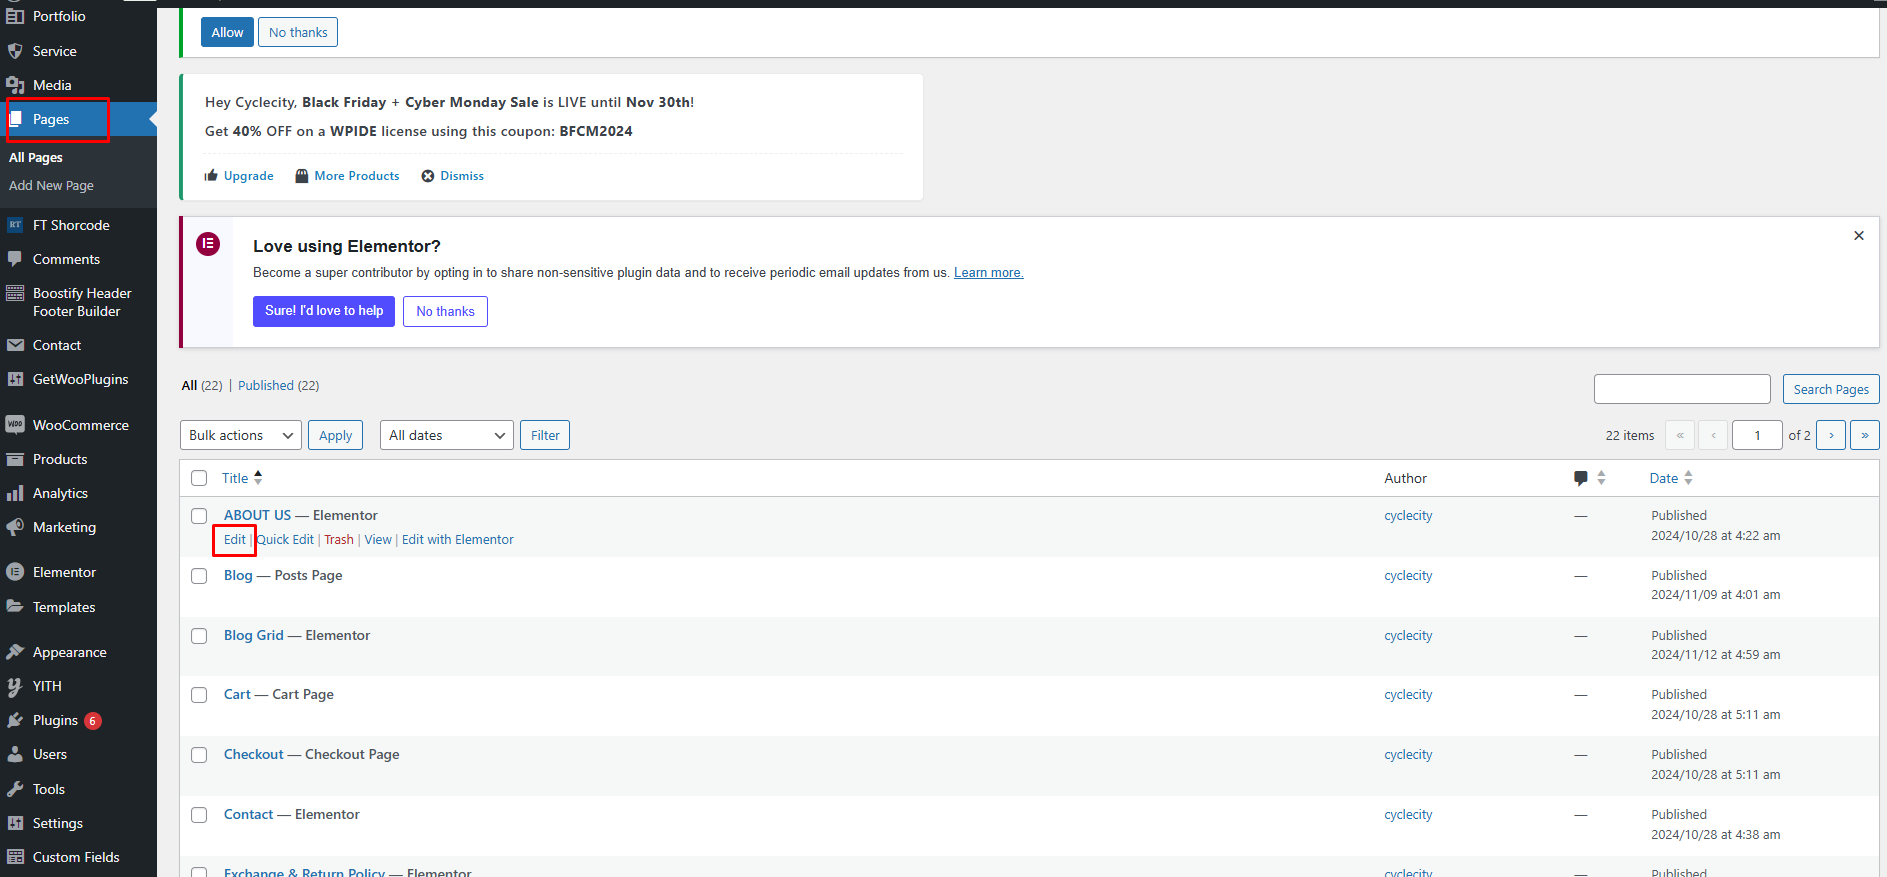 Portfolio
Service
Media
Pages
All Pages
Add New Page
RT FT Shorcode
Comments
Boostify Header
Footer Builder
Contact
GetWooPlugins
WOO WooCommerce
Products
Analytics
Marketing
Elementor
Templates
Appearance
YITH
Plugins 6
Users
Tools
Settings
Custom Fields
Allow No thanks
Hey Cyclecity, Black Friday + Cyber Monday Sale is LIVE until Nov 30th!
Get 40% OFF on a WPIDE license using this coupon: BFCM2024
Upgrade More Products Dismiss
Love using Elementor?
Become a super contributor by opting in to share non-sensitive plugin data and to receive periodic email updates from us. Learn more.
Sure! I'd love to help No thanks
All (22) | Published (22)
Search Pages
Bulk actions Apply All dates Filter 22 items « ‹ 1 of 2 › »
Title Author Date
ABOUT US — Elementor cyclecity — Published
2024/10/28 at 4:22 am
Edit | Quick Edit | Trash | View | Edit with Elementor
Blog — Posts Page cyclecity — Published
2024/11/09 at 4:01 am
Blog Grid — Elementor cyclecity — Published
2024/11/12 at 4:59 am
Cart — Cart Page cyclecity — Published
2024/10/28 at 5:11 am
Checkout — Checkout Page cyclecity — Published
2024/10/28 at 5:11 am
Contact — Elementor cyclecity — Published
2024/10/28 at 4:38 am
Exchange & Return Policy — Elementor cyclecity — Published